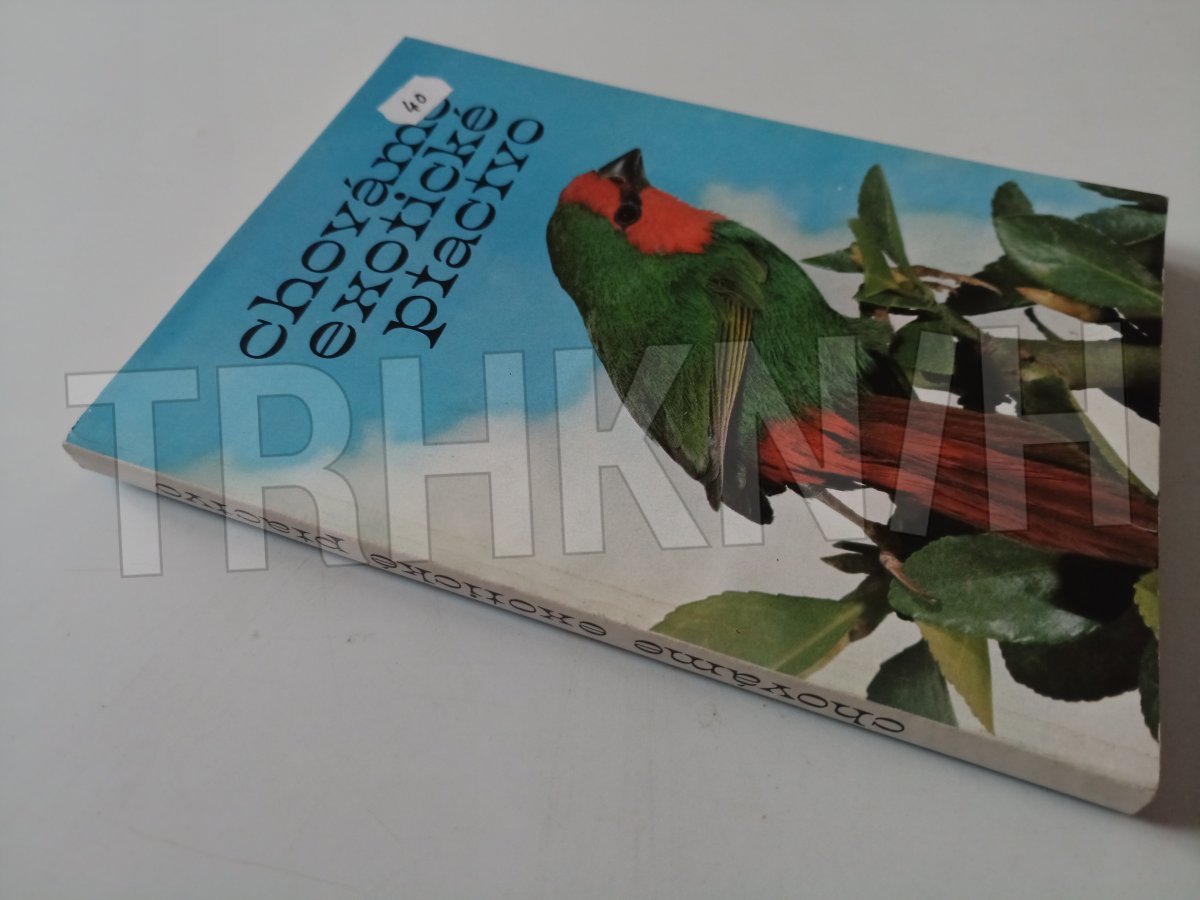 40
chováme
exotické
ptactvo
chováme exotické ptactvo
TRHKNIH